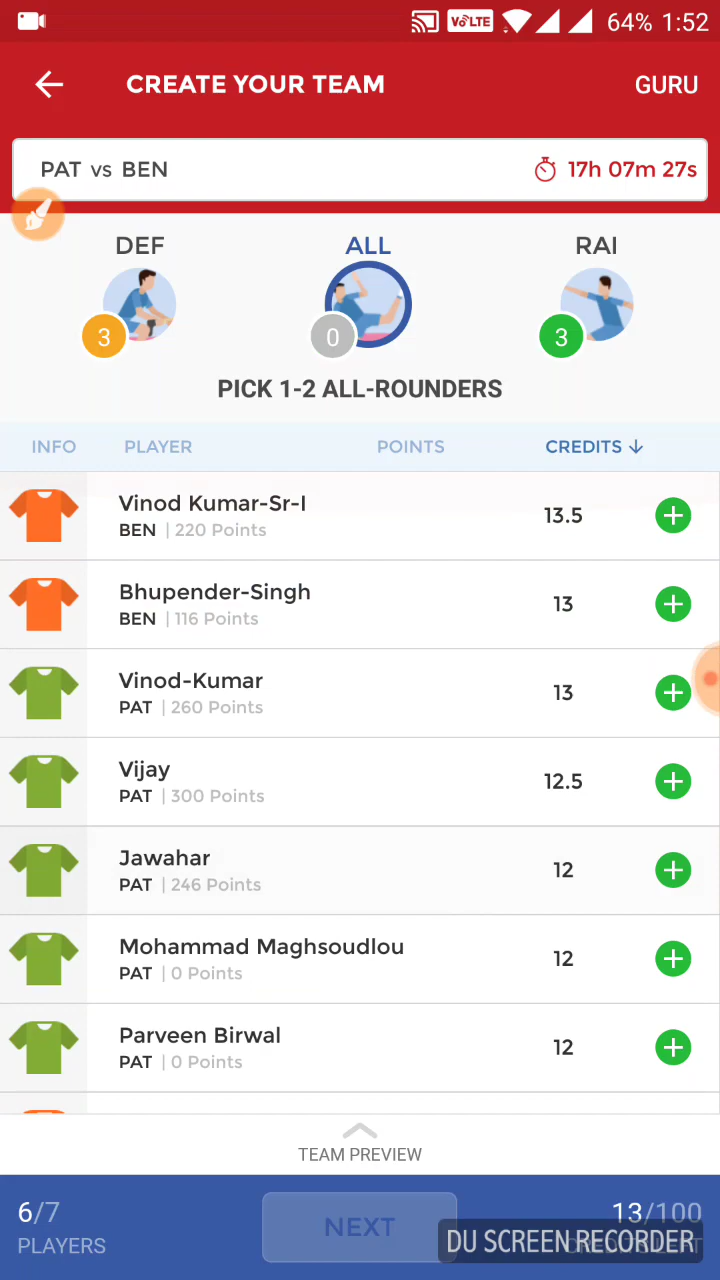 VoLTE 64% 1:52
CREATE YOUR TEAM GURU
PAT vs BEN 17h 07m 27s
DEF ALL RAI
3 0 3
PICK 1-2 ALL-ROUNDERS
INFO PLAYER POINTS CREDITS ↓
Vinod Kumar-Sr-I
BEN | 220 Points 13.5 +
Bhupender-Singh
BEN | 116 Points 13 +
Vinod-Kumar
PAT | 260 Points 13 +
Vijay
PAT | 300 Points 12.5 +
Jawahar
PAT | 246 Points 12 +
Mohammad Maghsoudlou
PAT | 0 Points 12 +
Parveen Birwal
PAT | 0 Points 12 +
TEAM PREVIEW
6/7 NEXT 13/100
PLAYERS CREDITS LEFT
DU SCREEN RECORDER